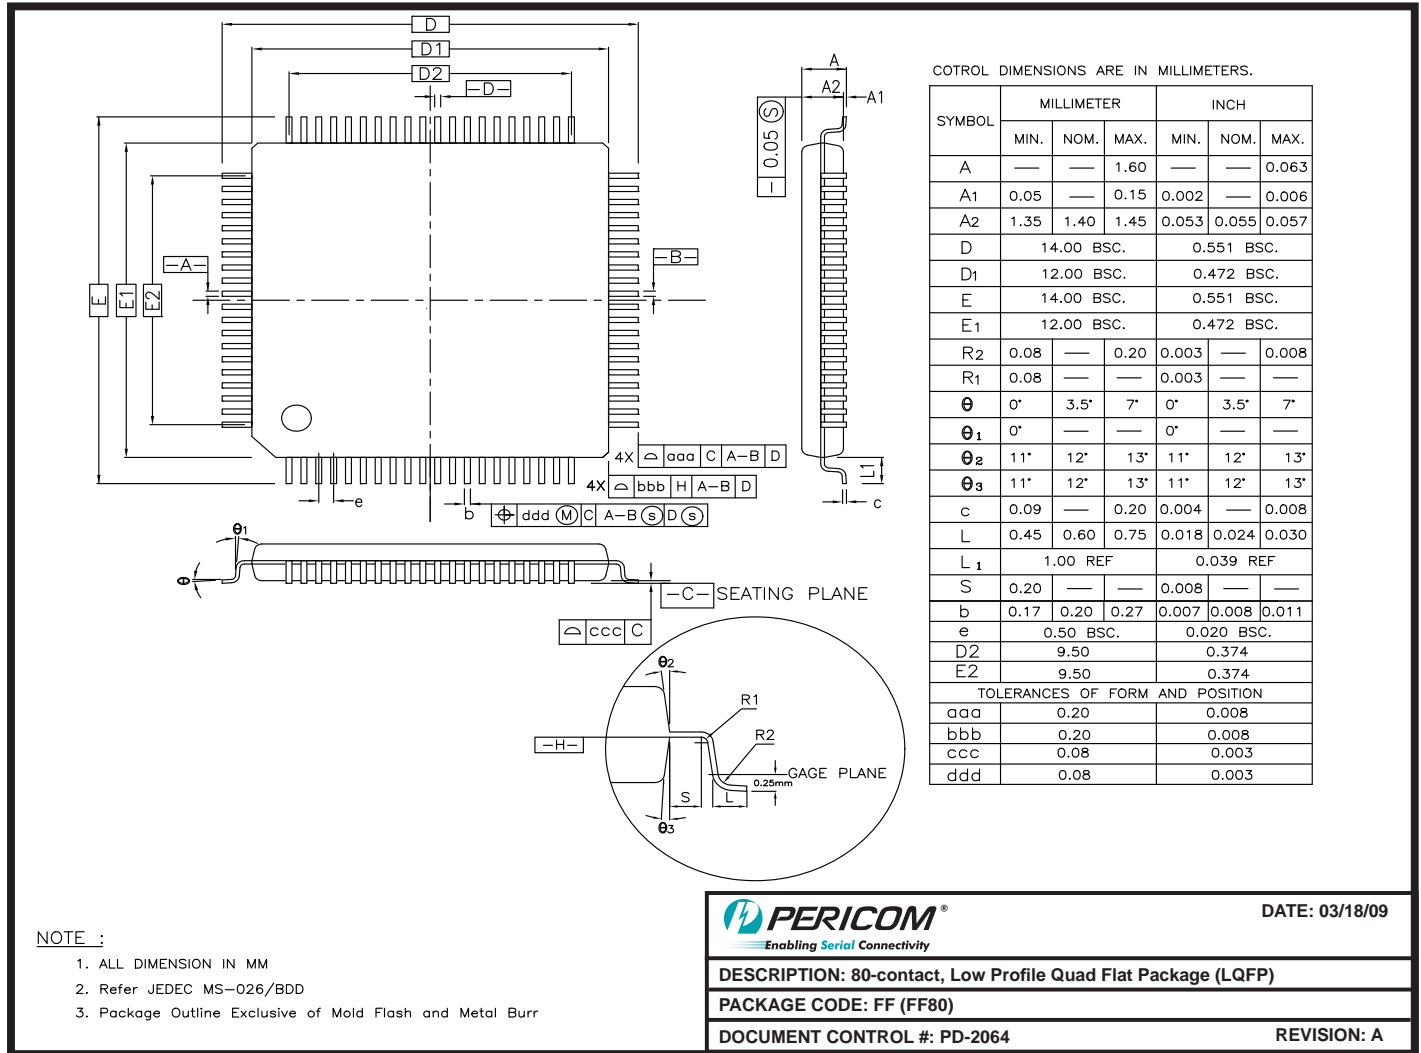 D
D1
D2
-D-
A
A2
A1
- 0.05 Ⓢ
E
E1
E2
-A-
-B-
4X ⌓ aaa C A-B D
4X ⌓ bbb H A-B D
e
b
⌖ ddd Ⓜ C A-B ⓢ D ⓢ
L1
c
θ1
θ
-C- SEATING PLANE
⌓ ccc C
θ2
R1
R2
-H-
GAGE PLANE
0.25mm
S
L
θ3
COTROL DIMENSIONS ARE IN MILLIMETERS.
SYMBOL MILLIMETER INCH
MIN. NOM. MAX. MIN. NOM. MAX.
A — — 1.60 — — 0.063
A1 0.05 — 0.15 0.002 — 0.006
A2 1.35 1.40 1.45 0.053 0.055 0.057
D 14.00 BSC. 0.551 BSC.
D1 12.00 BSC. 0.472 BSC.
E 14.00 BSC. 0.551 BSC.
E1 12.00 BSC. 0.472 BSC.
R2 0.08 — 0.20 0.003 — 0.008
R1 0.08 — — 0.003 — —
θ 0° 3.5° 7° 0° 3.5° 7°
θ1 0° — — 0° — —
θ2 11° 12° 13° 11° 12° 13°
θ3 11° 12° 13° 11° 12° 13°
c 0.09 — 0.20 0.004 — 0.008
L 0.45 0.60 0.75 0.018 0.024 0.030
L1 1.00 REF 0.039 REF
S 0.20 — — 0.008 — —
b 0.17 0.20 0.27 0.007 0.008 0.011
e 0.50 BSC. 0.020 BSC.
D2 9.50 0.374
E2 9.50 0.374
TOLERANCES OF FORM AND POSITION
aaa 0.20 0.008
bbb 0.20 0.008
ccc 0.08 0.003
ddd 0.08 0.003
NOTE :
1. ALL DIMENSION IN MM
2. Refer JEDEC MS-026/BDD
3. Package Outline Exclusive of Mold Flash and Metal Burr
PERICOM®
Enabling Serial Connectivity
DATE: 03/18/09
DESCRIPTION: 80-contact, Low Profile Quad Flat Package (LQFP)
PACKAGE CODE: FF (FF80)
DOCUMENT CONTROL #: PD-2064
REVISION: A